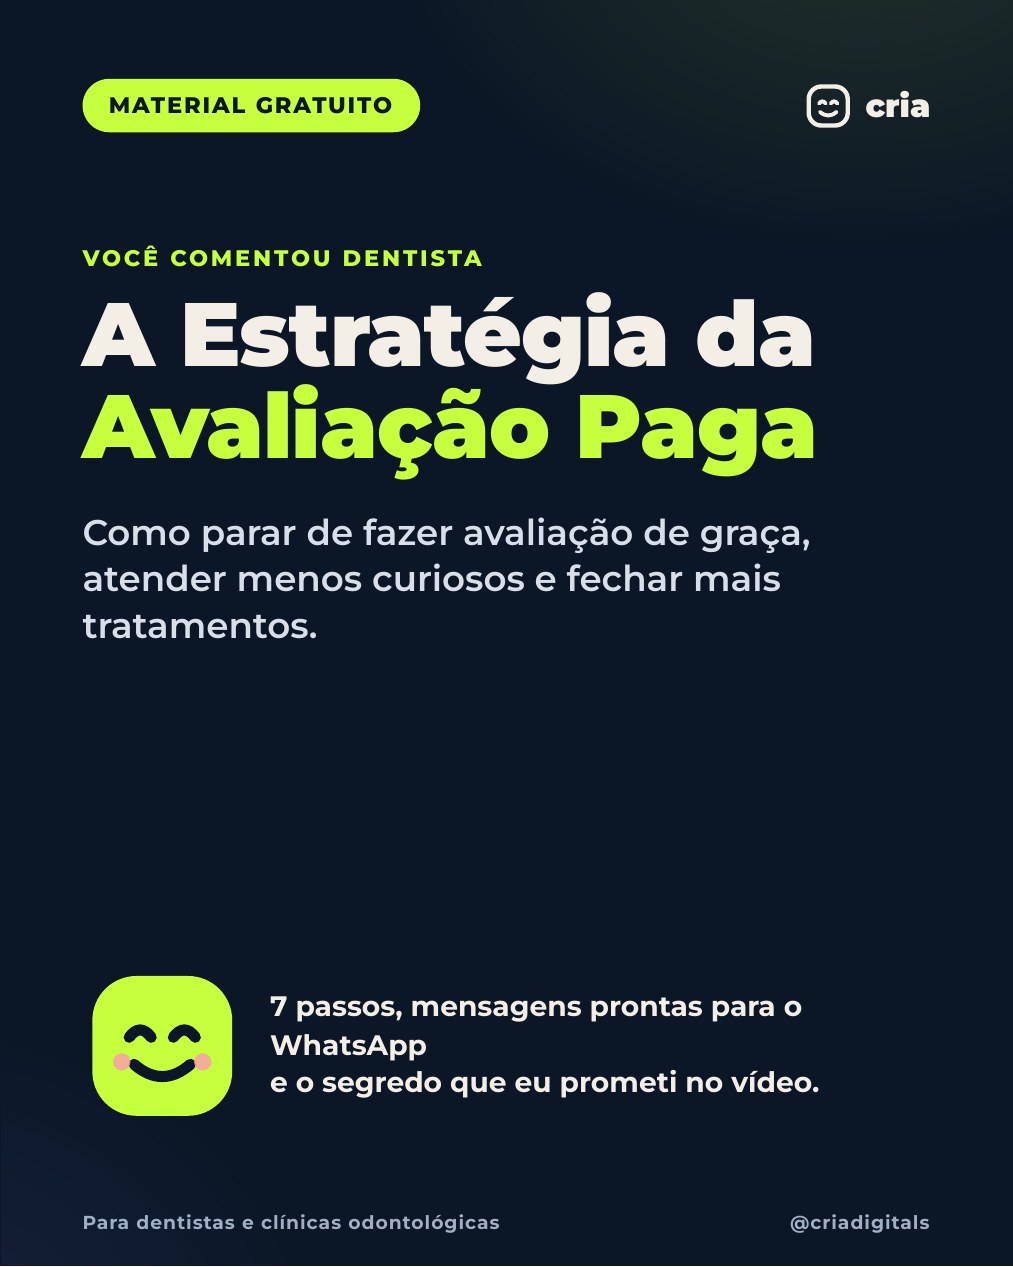 MATERIAL GRATUITO
cria
VOCÊ COMENTOU DENTISTA
A Estratégia da
Avaliação Paga
Como parar de fazer avaliação de graça,
atender menos curiosos e fechar mais
tratamentos.
7 passos, mensagens prontas para o
WhatsApp
e o segredo que eu prometi no vídeo.
Para dentistas e clínicas odontológicas
@criadigitals